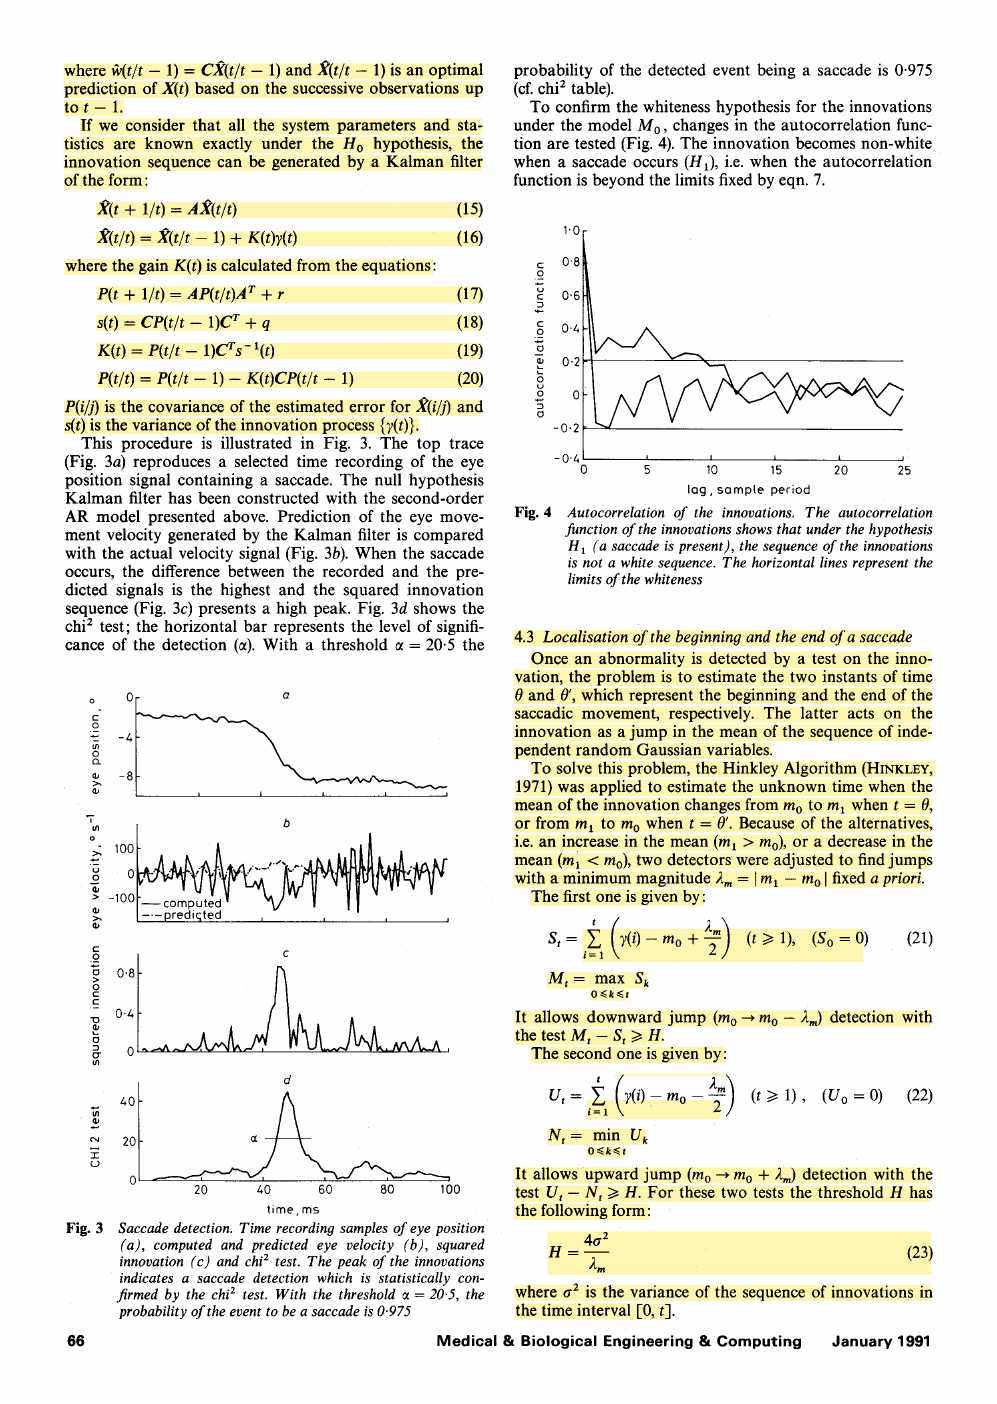 where ŵ(t/t − 1) = CX̂(t/t − 1) and X̂(t/t − 1) is an optimal
prediction of X(t) based on the successive observations up
to t − 1.
If we consider that all the system parameters and sta-
tistics are known exactly under the H₀ hypothesis, the
innovation sequence can be generated by a Kalman filter
of the form:
X̂(t + 1/t) = AX̂(t/t) (15)
X̂(t/t) = X̂(t/t − 1) + K(t)γ(t) (16)
where the gain K(t) is calculated from the equations:
P(t + 1/t) = AP(t/t)Aᵀ + r (17)
s(t) = CP(t/t − 1)Cᵀ + q (18)
K(t) = P(t/t − 1)Cᵀs⁻¹(t) (19)
P(t/t) = P(t/t − 1) − K(t)CP(t/t − 1) (20)
P(i/j) is the covariance of the estimated error for X̂(i/j) and
s(t) is the variance of the innovation process {γ(t)}.
This procedure is illustrated in Fig. 3. The top trace
(Fig. 3a) reproduces a selected time recording of the eye
position signal containing a saccade. The null hypothesis
Kalman filter has been constructed with the second-order
AR model presented above. Prediction of the eye move-
ment velocity generated by the Kalman filter is compared
with the actual velocity signal (Fig. 3b). When the saccade
occurs, the difference between the recorded and the pre-
dicted signals is the highest and the squared innovation
sequence (Fig. 3c) presents a high peak. Fig. 3d shows the
chi² test; the horizontal bar represents the level of signifi-
cance of the detection (α). With a threshold α = 20·5 the
eye position, °
0
−4
−8
a
eye velocity, ° s⁻¹
100
0
−100
b
computed
predicted
squared innovation
0·8
0·4
0
c
CHI 2 test
40
20
0
d
α
20 40 60 80 100
time, ms
Fig. 3 Saccade detection. Time recording samples of eye position
(a), computed and predicted eye velocity (b), squared
innovation (c) and chi² test. The peak of the innovations
indicates a saccade detection which is statistically con-
firmed by the chi² test. With the threshold α = 20·5, the
probability of the event to be a saccade is 0·975
probability of the detected event being a saccade is 0·975
(cf. chi² table).
To confirm the whiteness hypothesis for the innovations
under the model M₀, changes in the autocorrelation func-
tion are tested (Fig. 4). The innovation becomes non-white
when a saccade occurs (H₁), i.e. when the autocorrelation
function is beyond the limits fixed by eqn. 7.
autocorrelation function
1·0
0·8
0·6
0·4
0·2
0
−0·2
−0·4
0 5 10 15 20 25
lag, sample period
Fig. 4 Autocorrelation of the innovations. The autocorrelation
function of the innovations shows that under the hypothesis
H₁ (a saccade is present), the sequence of the innovations
is not a white sequence. The horizontal lines represent the
limits of the whiteness
4.3 Localisation of the beginning and the end of a saccade
Once an abnormality is detected by a test on the inno-
vation, the problem is to estimate the two instants of time
θ and θ′, which represent the beginning and the end of the
saccadic movement, respectively. The latter acts on the
innovation as a jump in the mean of the sequence of inde-
pendent random Gaussian variables.
To solve this problem, the Hinkley Algorithm (HINKLEY,
1971) was applied to estimate the unknown time when the
mean of the innovation changes from m₀ to m₁ when t = θ,
or from m₁ to m₀ when t = θ′. Because of the alternatives,
i.e. an increase in the mean (m₁ > m₀), or a decrease in the
mean (m₁ < m₀), two detectors were adjusted to find jumps
with a minimum magnitude λₘ = |m₁ − m₀| fixed a priori.
The first one is given by:
Sₜ = Σᵗᵢ₌₁ (γ(i) − m₀ + λₘ/2) (t ⩾ 1), (S₀ = 0) (21)
Mₜ = max Sₖ
0⩽k⩽t
It allows downward jump (m₀ → m₀ − λₘ) detection with
the test Mₜ − Sₜ ⩾ H.
The second one is given by:
Uₜ = Σᵗᵢ₌₁ (γ(i) − m₀ − λₘ/2) (t ⩾ 1), (U₀ = 0) (22)
Nₜ = min Uₖ
0⩽k⩽t
It allows upward jump (m₀ → m₀ + λₘ) detection with the
test Uₜ − Nₜ ⩾ H. For these two tests the threshold H has
the following form:
H = 4σ²/λₘ (23)
where σ² is the variance of the sequence of innovations in
the time interval [0, t].
66 Medical & Biological Engineering & Computing January 1991